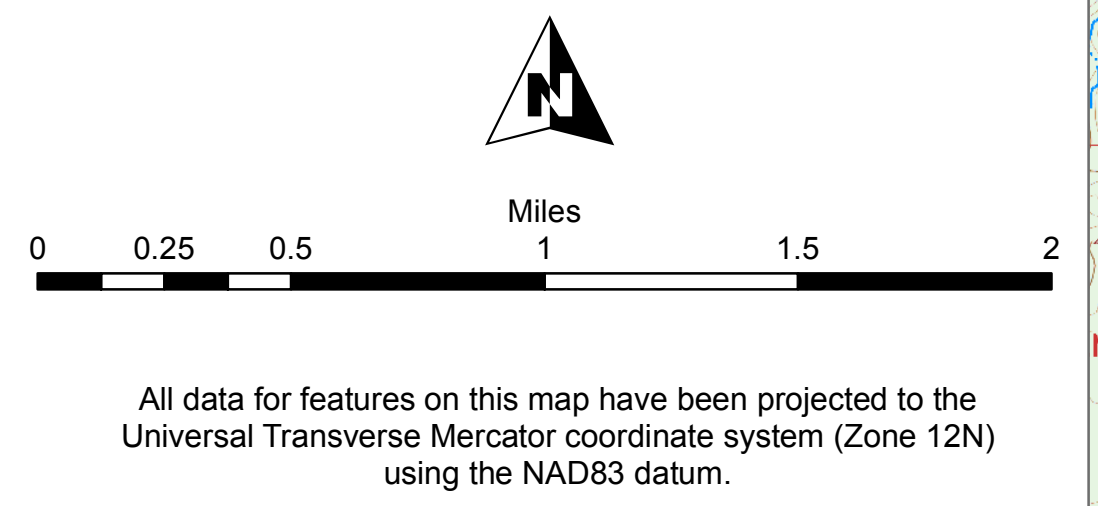 N
Miles
0 0.25 0.5 1 1.5 2
All data for features on this map have been projected to the
Universal Transverse Mercator coordinate system (Zone 12N)
using the NAD83 datum.